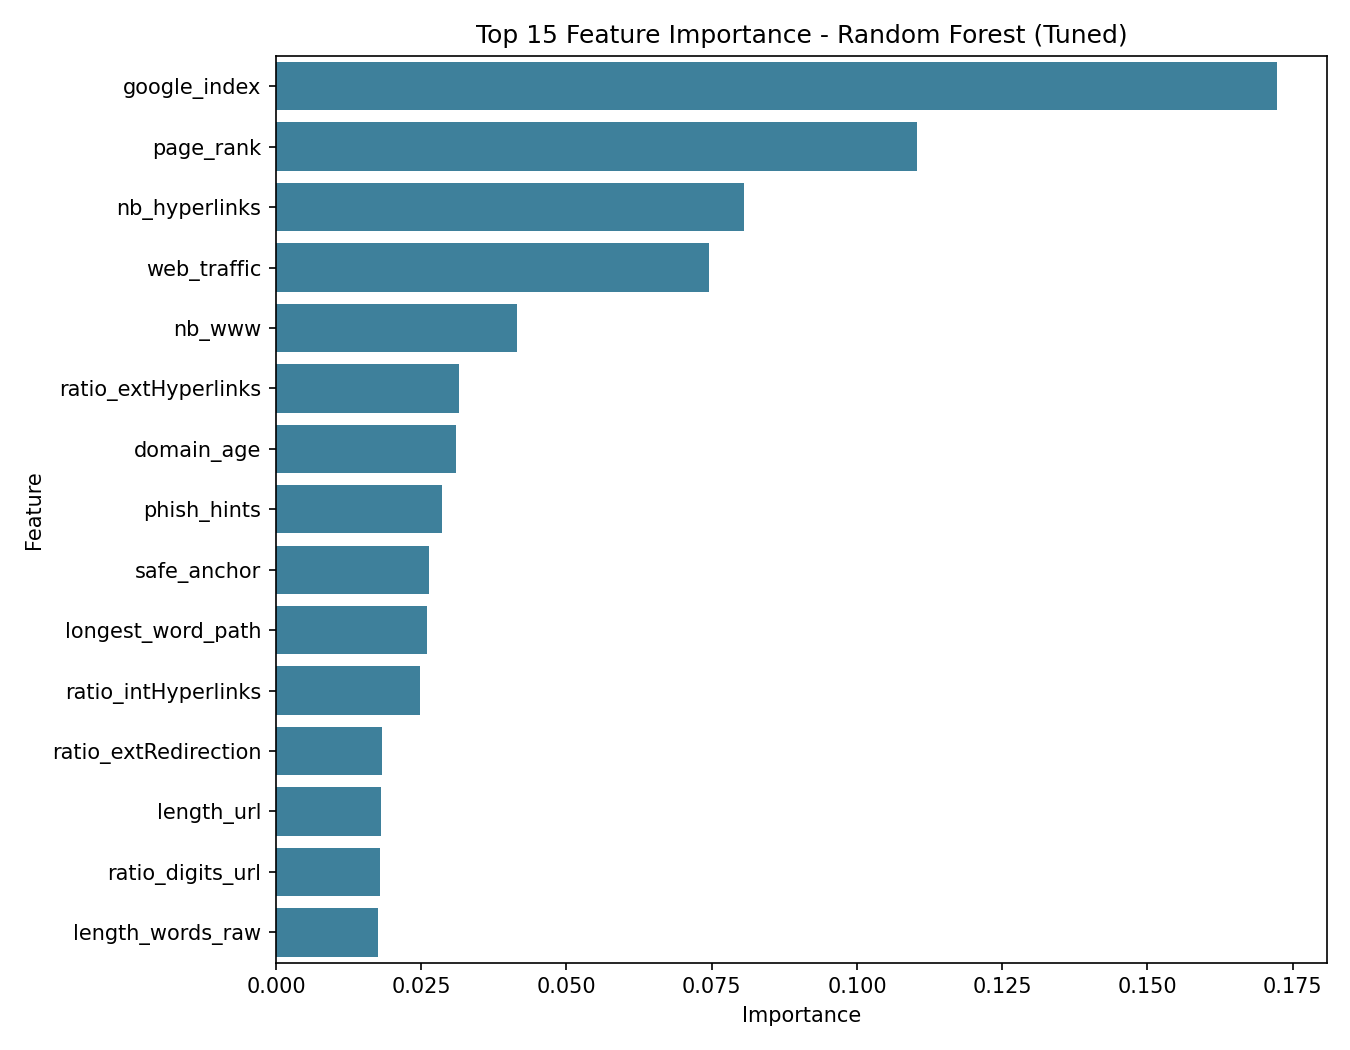 Top 15 Feature Importance - Random Forest (Tuned)
google_index
page_rank
nb_hyperlinks
web_traffic
nb_www
ratio_extHyperlinks
domain_age
phish_hints
safe_anchor
longest_word_path
ratio_intHyperlinks
ratio_extRedirection
length_url
ratio_digits_url
length_words_raw
Feature
0.000 0.025 0.050 0.075 0.100 0.125 0.150 0.175
Importance